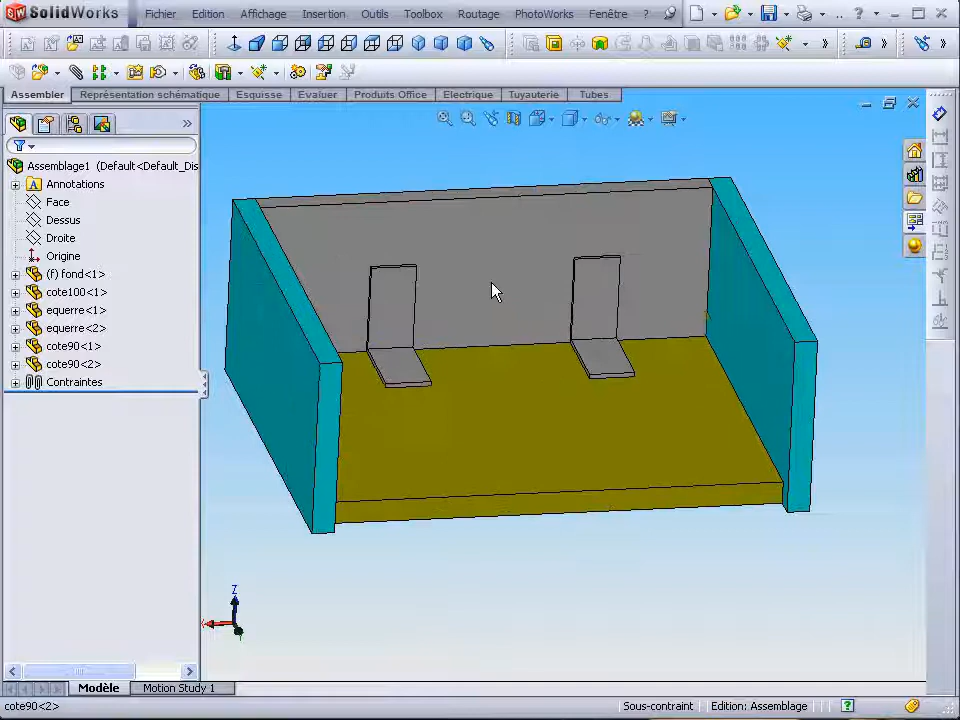 SolidWorks Fichier Edition Affichage Insertion Outils Toolbox Routage PhotoWorks Fenêtre ?
Assembler Représentation schématique Esquisse Evaluer Produits Office Electrique Tuyauterie Tubes
Assemblage1 (Default<Default_Dis
Annotations
Face
Dessus
Droite
Origine
(f) fond<1>
cote100<1>
equerre<1>
equerre<2>
cote90<1>
cote90<2>
Contraintes
Z
Modèle Motion Study 1
cote90<2> Sous-contraint Edition: Assemblage